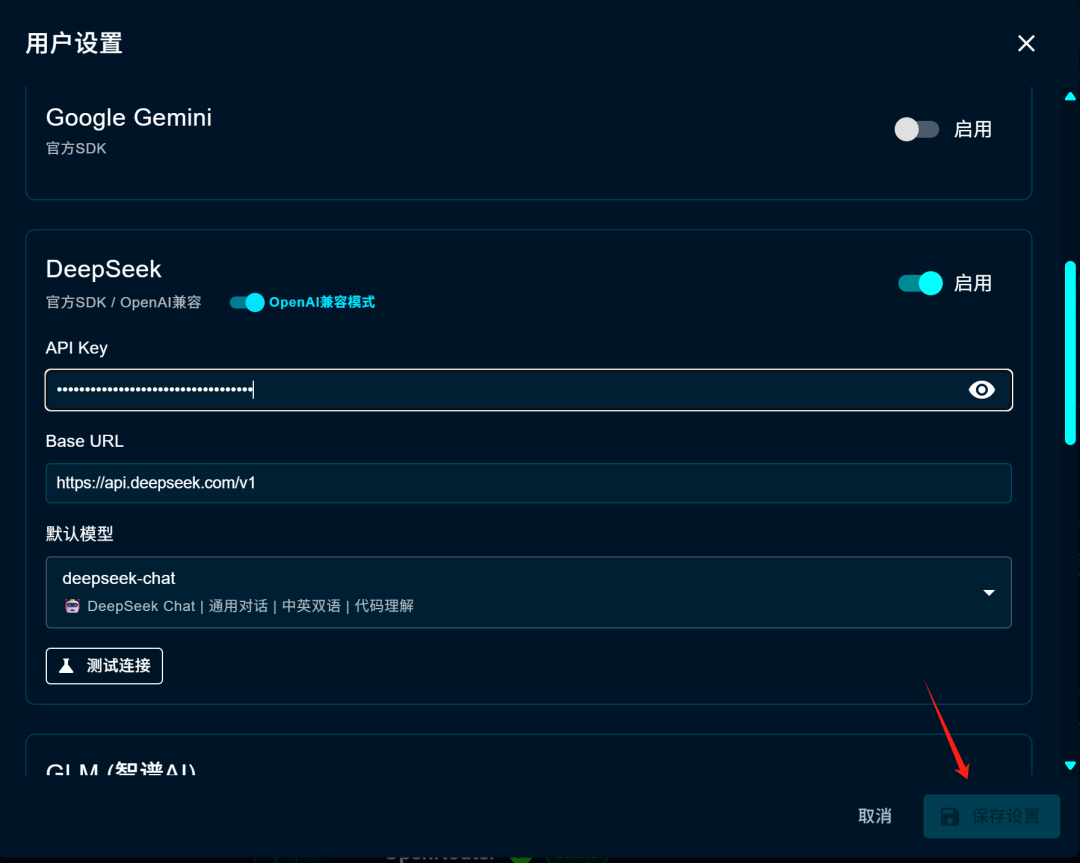 用户设置
Google Gemini
官方SDK
启用
DeepSeek
官方SDK / OpenAI兼容
OpenAI兼容模式
启用
API Key
••••••••••••••••••••••••••••••••••••
Base URL
https://api.deepseek.com/v1
默认模型
deepseek-chat
DeepSeek Chat | 通用对话 | 中英双语 | 代码理解
测试连接
GLM (智谱AI)
取消
保存设置
OpenRouter